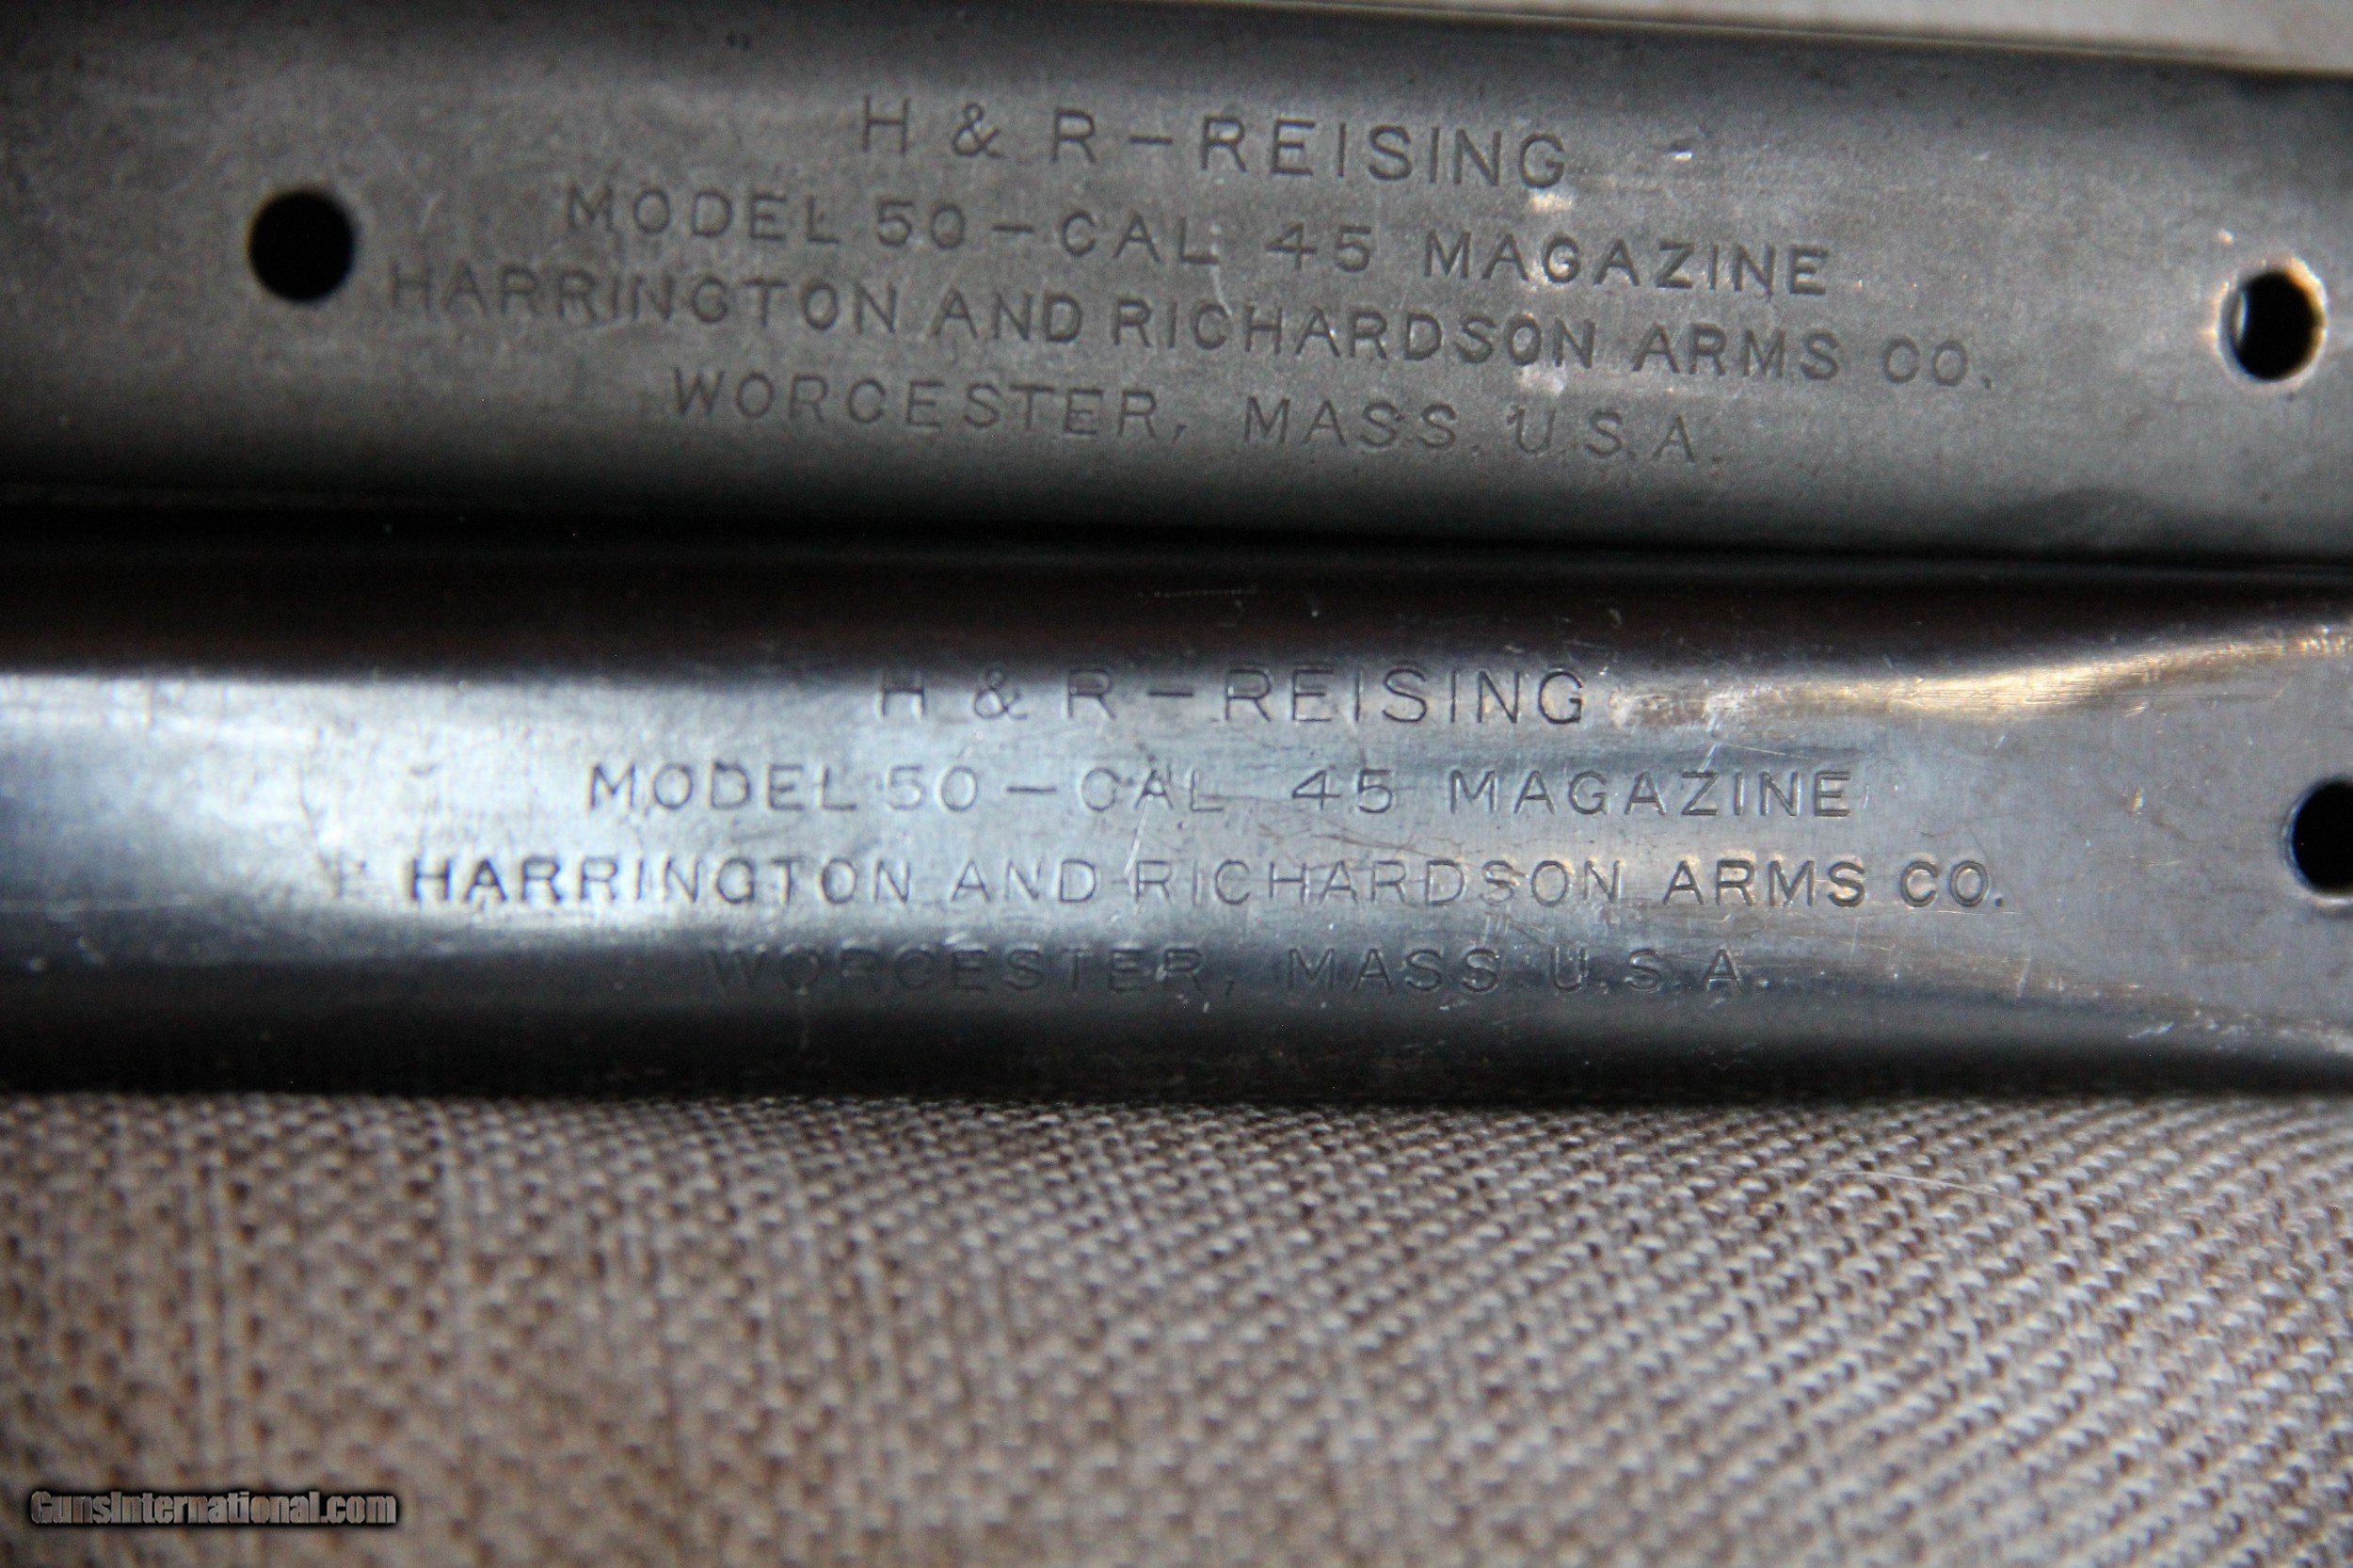 H & R – REISING
MODEL 50 – CAL 45 MAGAZINE
HARRINGTON AND RICHARDSON ARMS CO.
WORCESTER, MASS. U.S.A.
H & R – REISING
MODEL 50 – CAL 45 MAGAZINE
HARRINGTON AND RICHARDSON ARMS CO.
WORCESTER, MASS. U.S.A.
GunsInternational.com